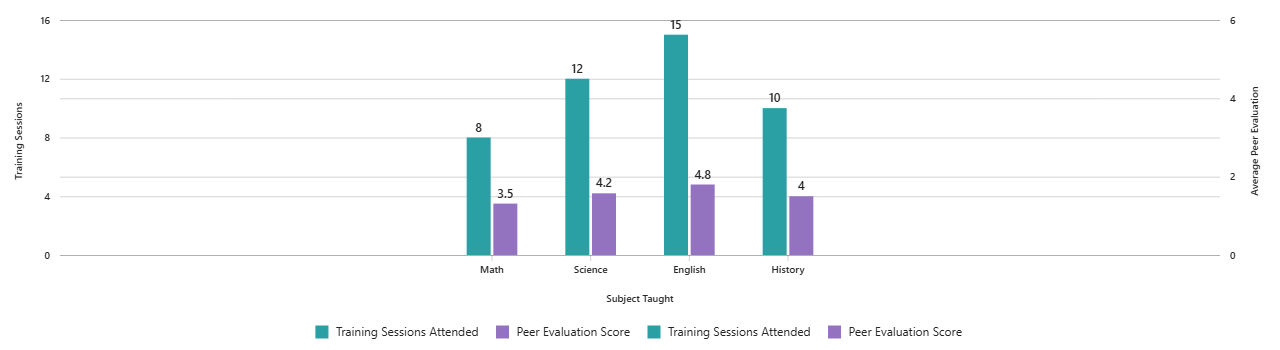 16
12
8
4
0
Training Sessions
6
4
2
0
Average Peer Evaluation
8
3.5
12
4.2
15
4.8
10
4
Math
Science
English
History
Subject Taught
Training Sessions Attended
Peer Evaluation Score
Training Sessions Attended
Peer Evaluation Score